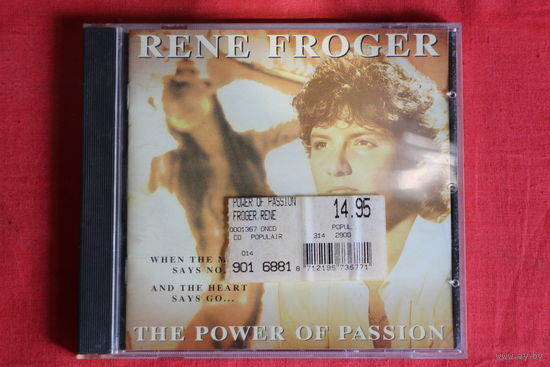 RENE FROGER
POWER OF PASSION
FROGER.RENE
14.95
0001367 ONCD
POPUL.
CD POPULAIR
314 2900
014
901 6881
8 712195 736771
WHEN THE M
SAYS NO.
AND THE HEART
SAYS GO...
THE POWER OF PASSION
www.ay.by